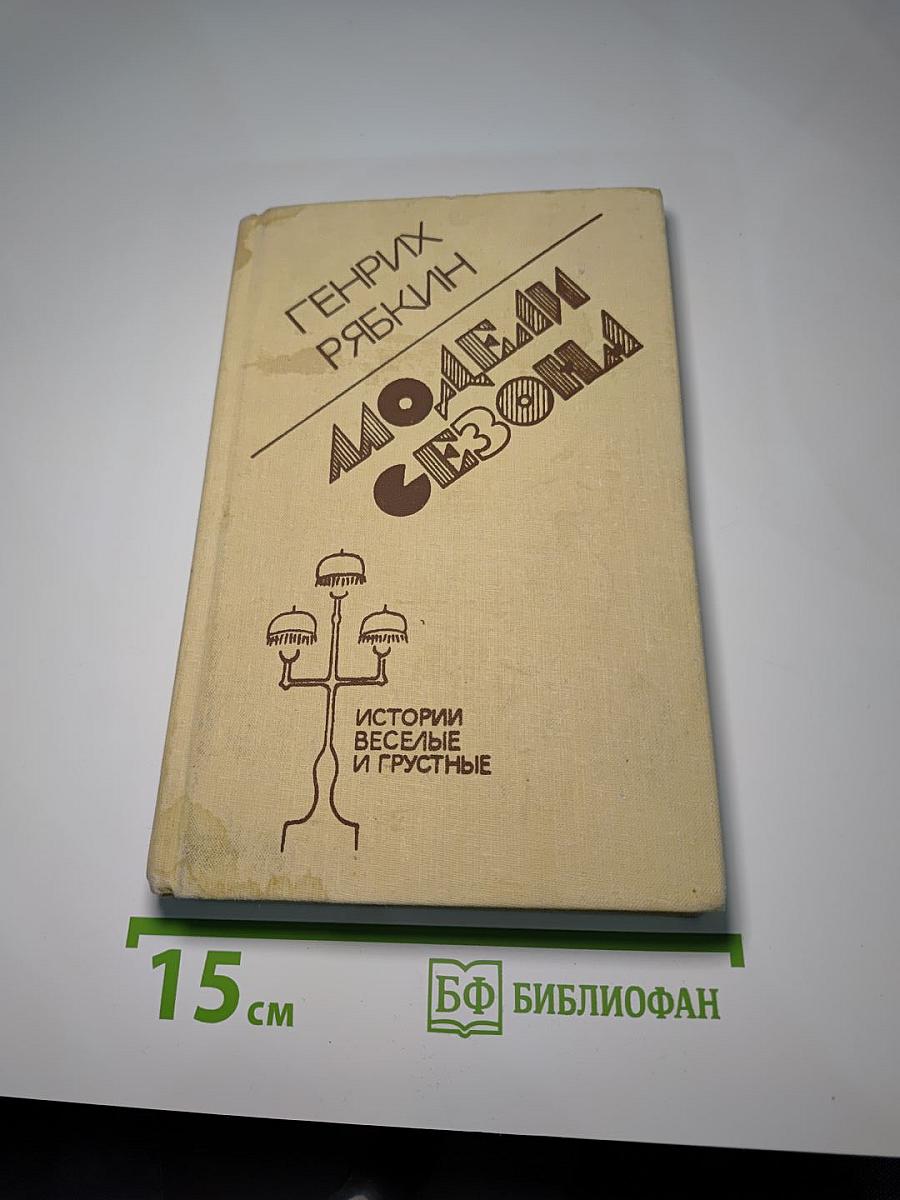 ГЕНРИХ
РЯБКИН
МОДЕЛИ
СЕЗОНА
ИСТОРИИ
ВЕСЕЛЫЕ
И ГРУСТНЫЕ
15 см
БФ БИБЛИОФАН